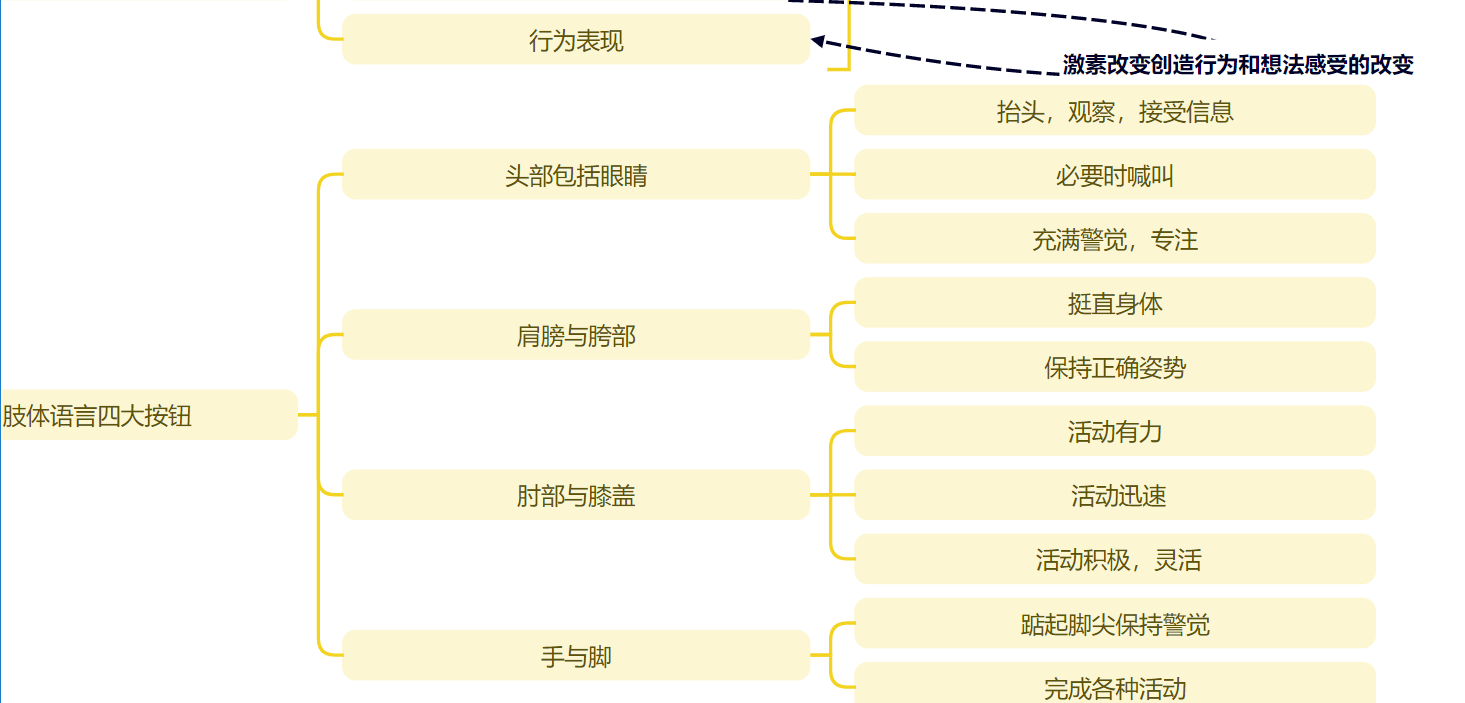 行为表现
激素改变创造行为和想法感受的改变
肢体语言四大按钮
头部包括眼睛
抬头，观察，接受信息
必要时喊叫
充满警觉，专注
肩膀与胯部
挺直身体
保持正确姿势
肘部与膝盖
活动有力
活动迅速
活动积极，灵活
手与脚
踮起脚尖保持警觉
完成各种活动